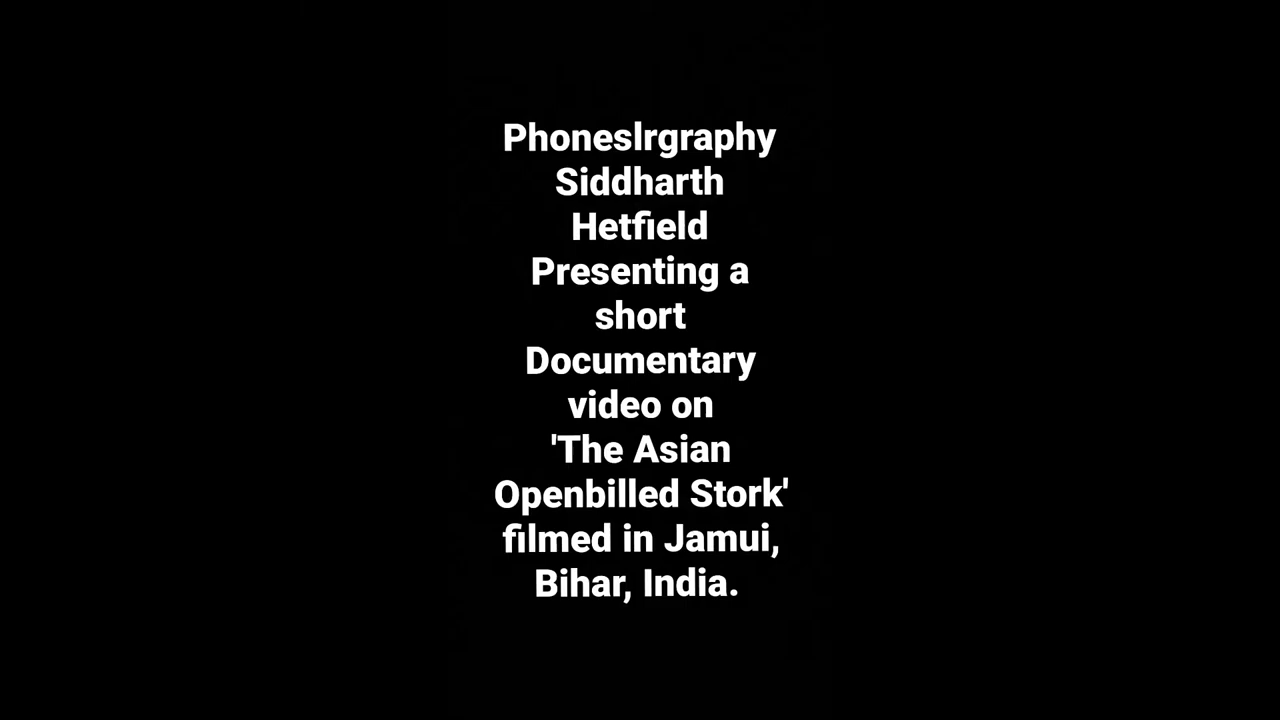 Phoneslrgraphy
Siddharth
Hetfield
Presenting a
short
Documentary
video on
'The Asian
Openbilled Stork'
filmed in Jamui,
Bihar, India.